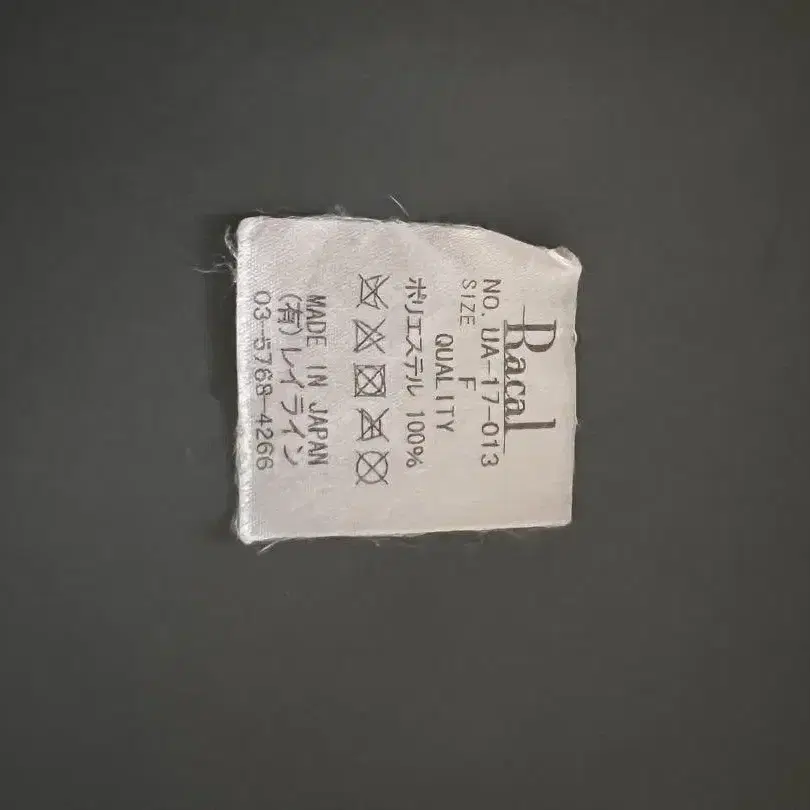 Racal
NO. UA-17-013
SIZE F
QUALITY
ポリエステル 100%
MADE IN JAPAN
(有)レイライン
03-5768-4266